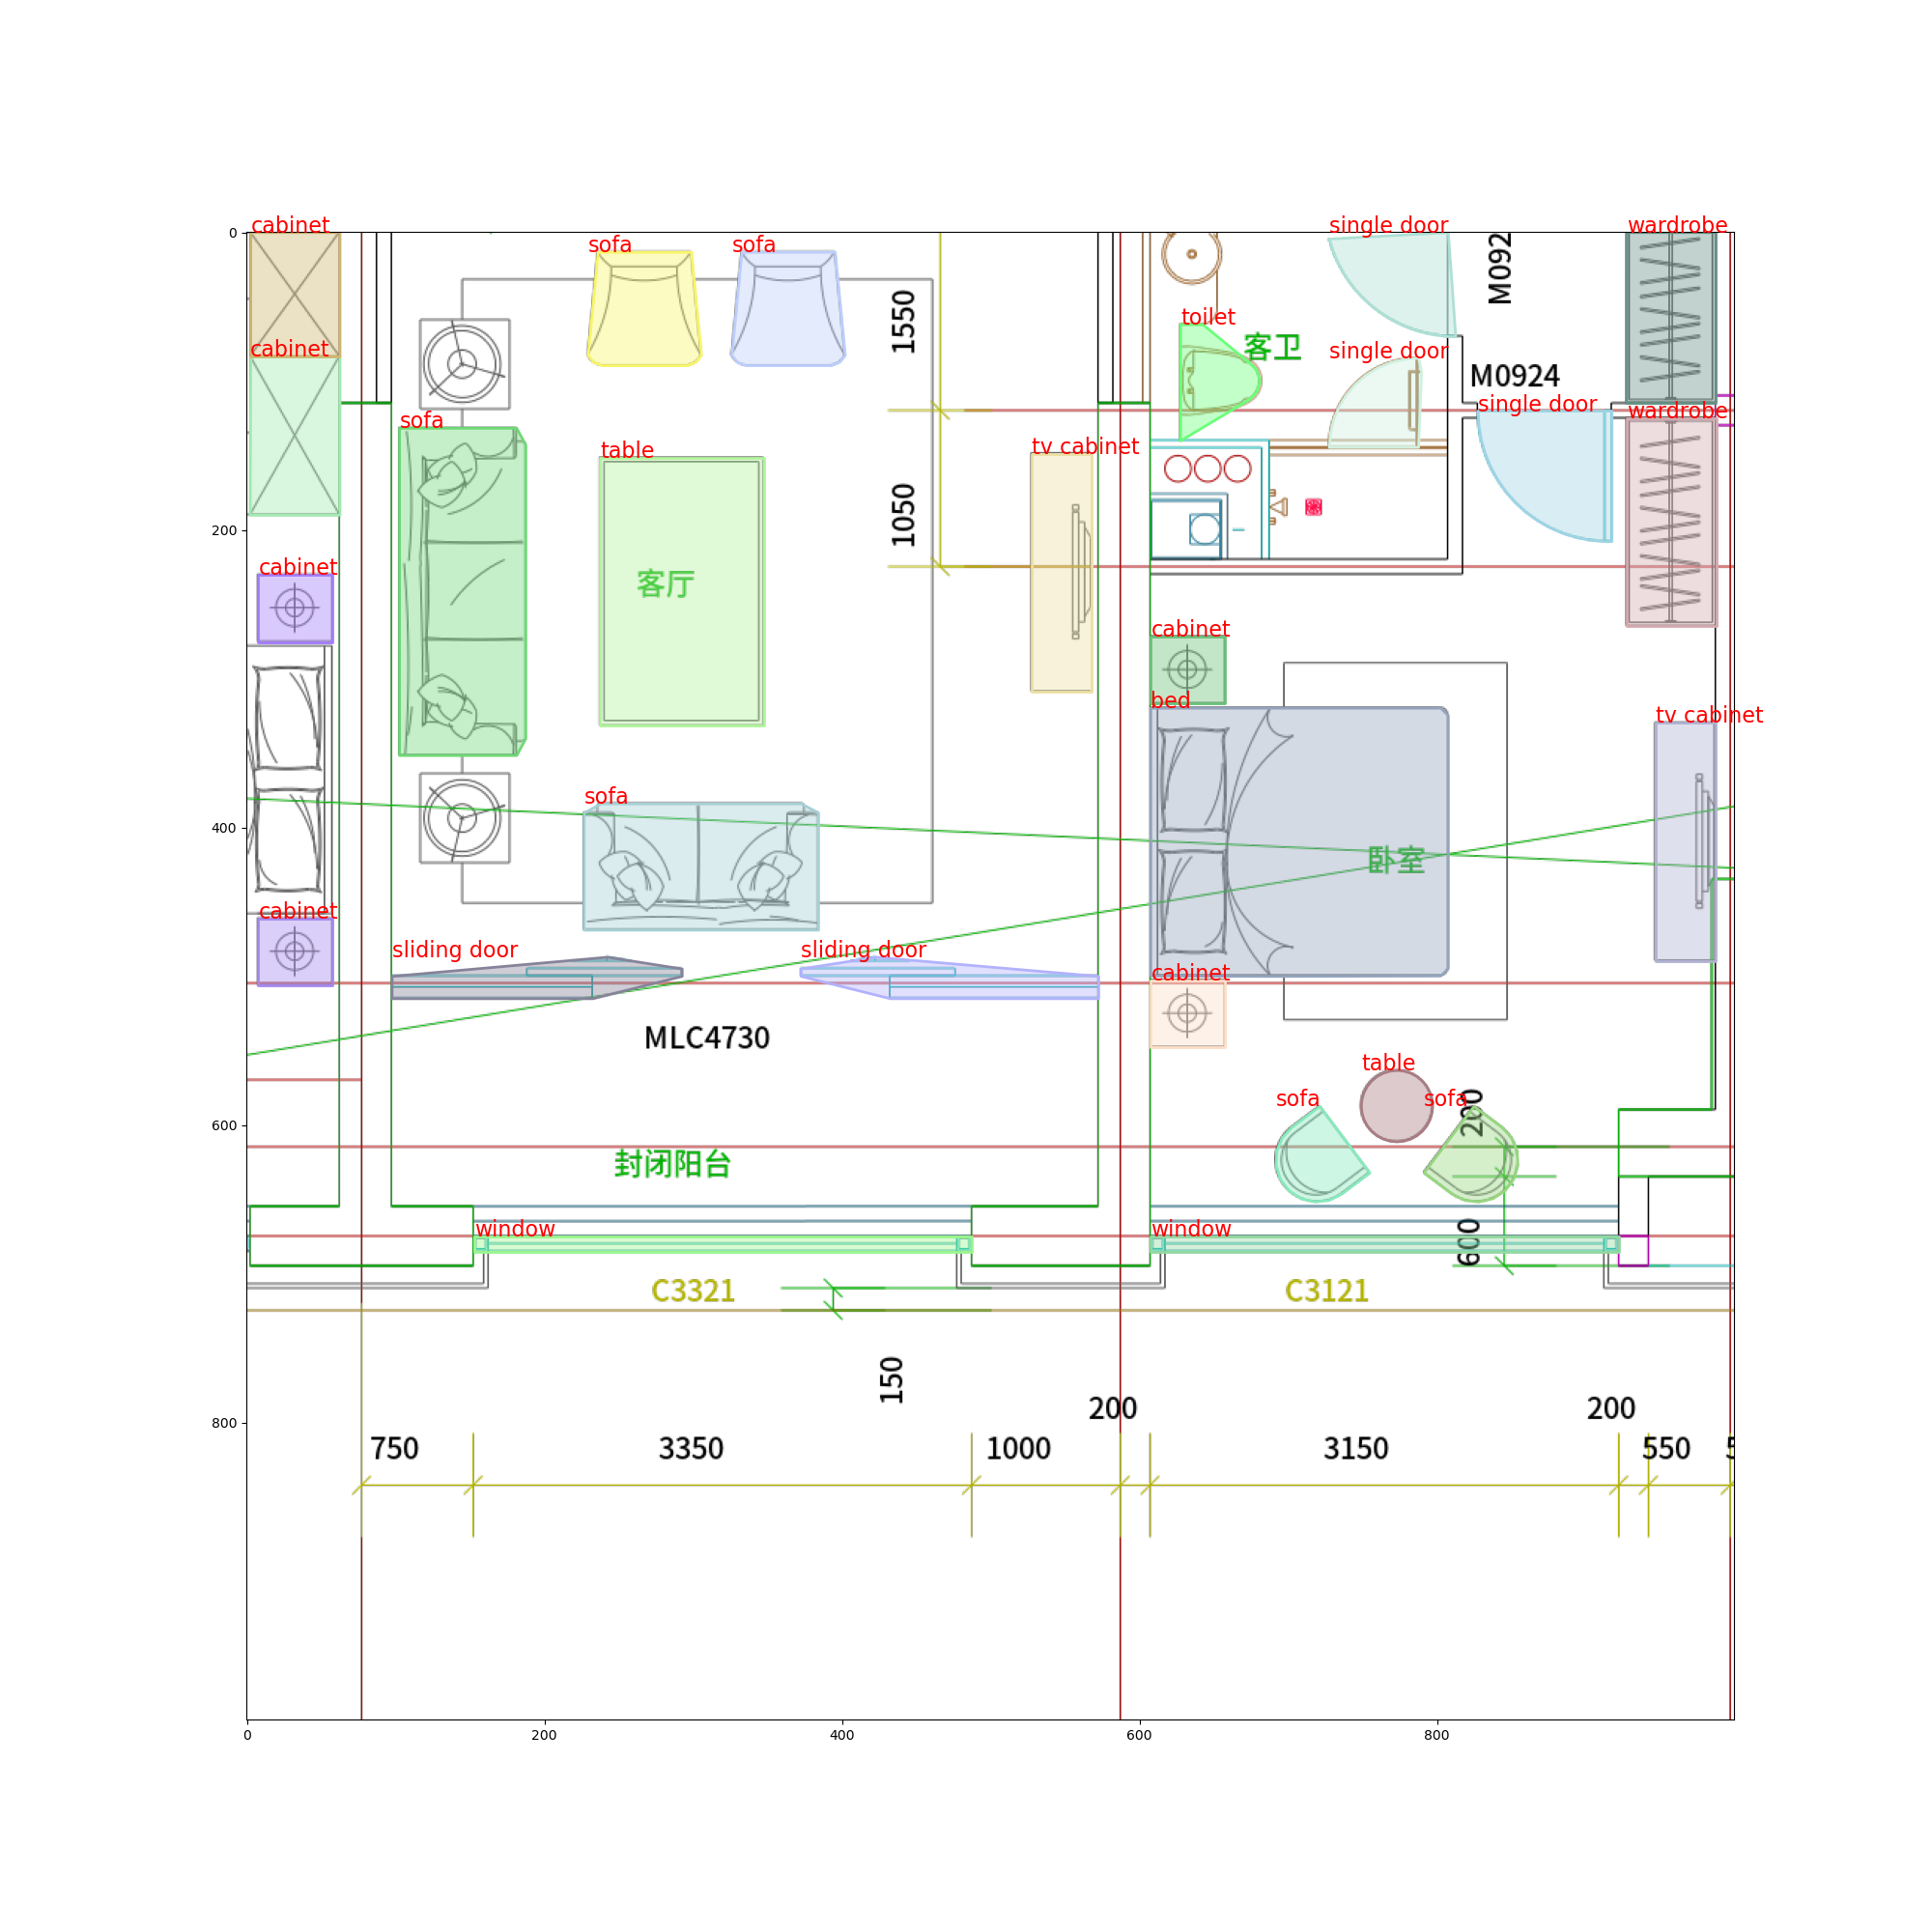 cabinet
single door
wardrobe
0
sofa
sofa
M092
1550
toilet
客卫
cabinet
single door
M0924
single door
wardrobe
sofa
table
tv cabinet
1050
200
cabinet
客厅
cabinet
bed
tv cabinet
sofa
400
卧室
cabinet
sliding door
sliding door
cabinet
MLC4730
table
sofa
sofa
200
600
封闭阳台
window
window
600
C3321
C3121
150
200
200
800
750
3350
1000
3150
550
0
200
400
600
800